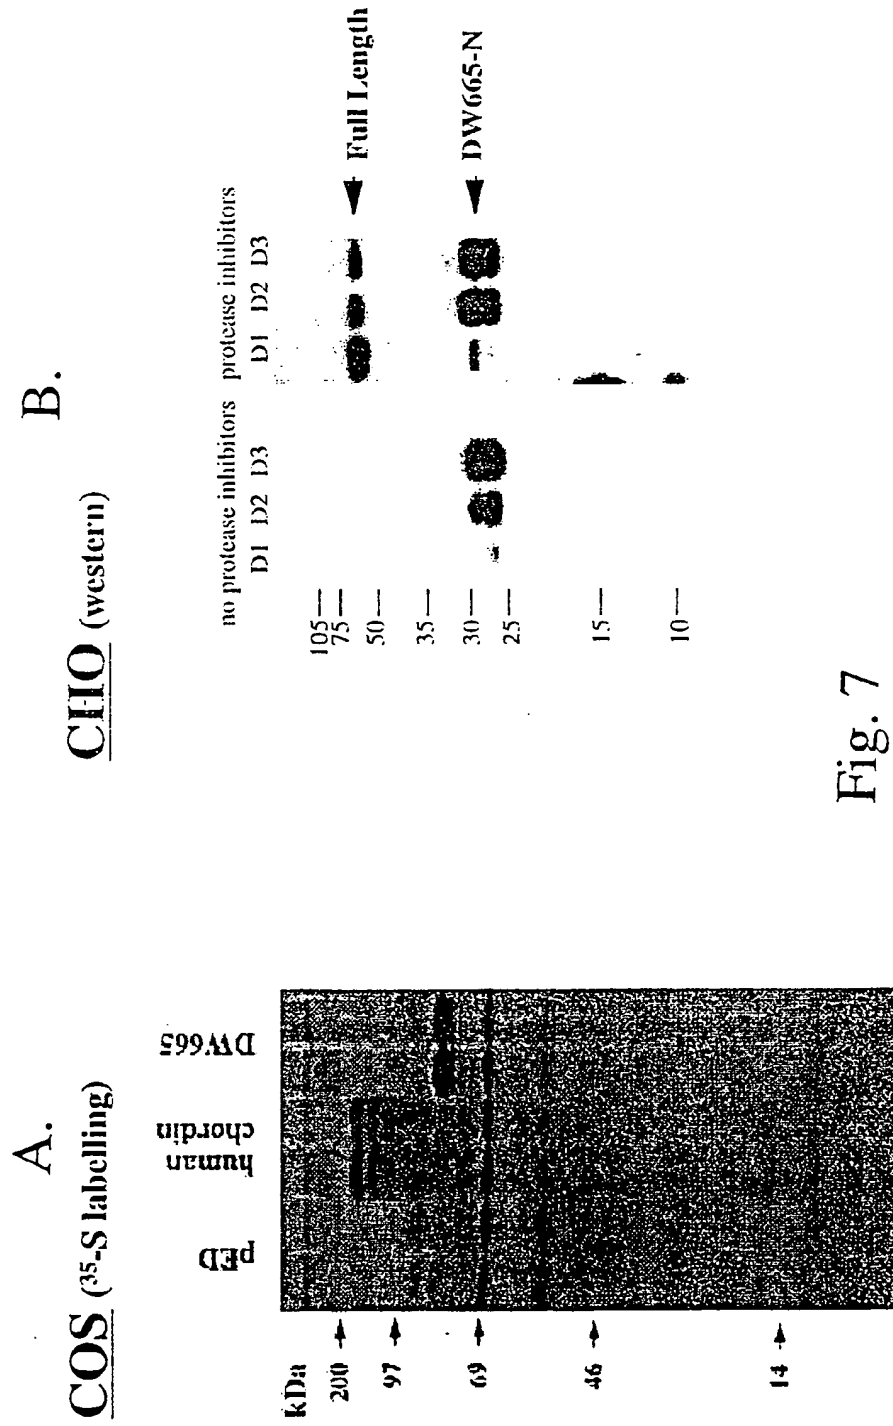 A.
COS (35-S labelling)
pED
human
chordin
DW665
kDa
200
97
69
46
14
B.
CHO (western)
no protease inhibitors
protease inhibitors
D1 D2 D3
D1 D2 D3
105
75
50
35
30
25
15
10
Full Length
DW665-N
Fig. 7